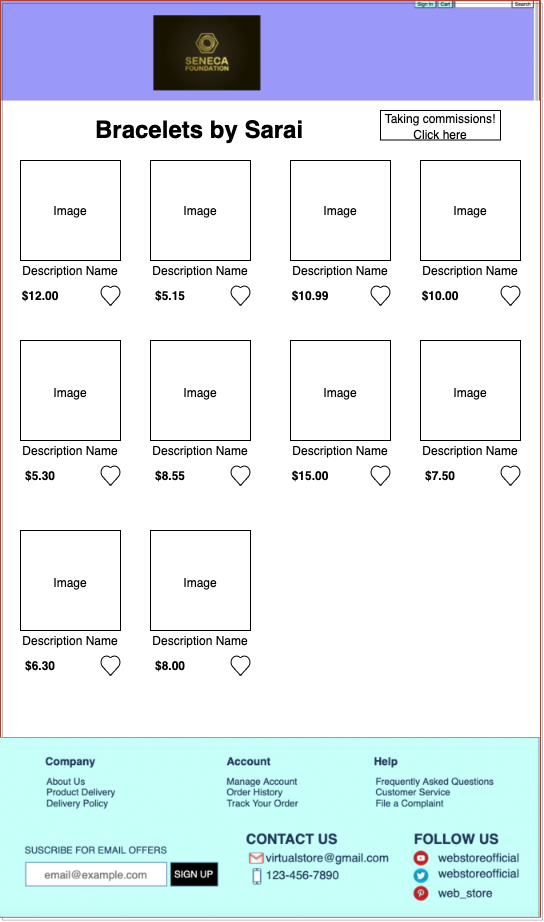 Sign In Cart Search
SENECA
FOUNDATION
Bracelets by Sarai
Taking commissions!
Click here
Image Image Image Image
Description Name Description Name Description Name Description Name
$12.00 $5.15 $10.99 $10.00
Image Image Image Image
Description Name Description Name Description Name Description Name
$5.30 $8.55 $15.00 $7.50
Image Image
Description Name Description Name
$6.30 $8.00
Company Account Help
About Us Manage Account Frequently Asked Questions
Product Delivery Order History Customer Service
Delivery Policy Track Your Order File a Complaint
CONTACT US FOLLOW US
SUSCRIBE FOR EMAIL OFFERS virtualstore@gmail.com webstoreofficial
email@example.com SIGN UP 123-456-7890 webstoreofficial
web_store